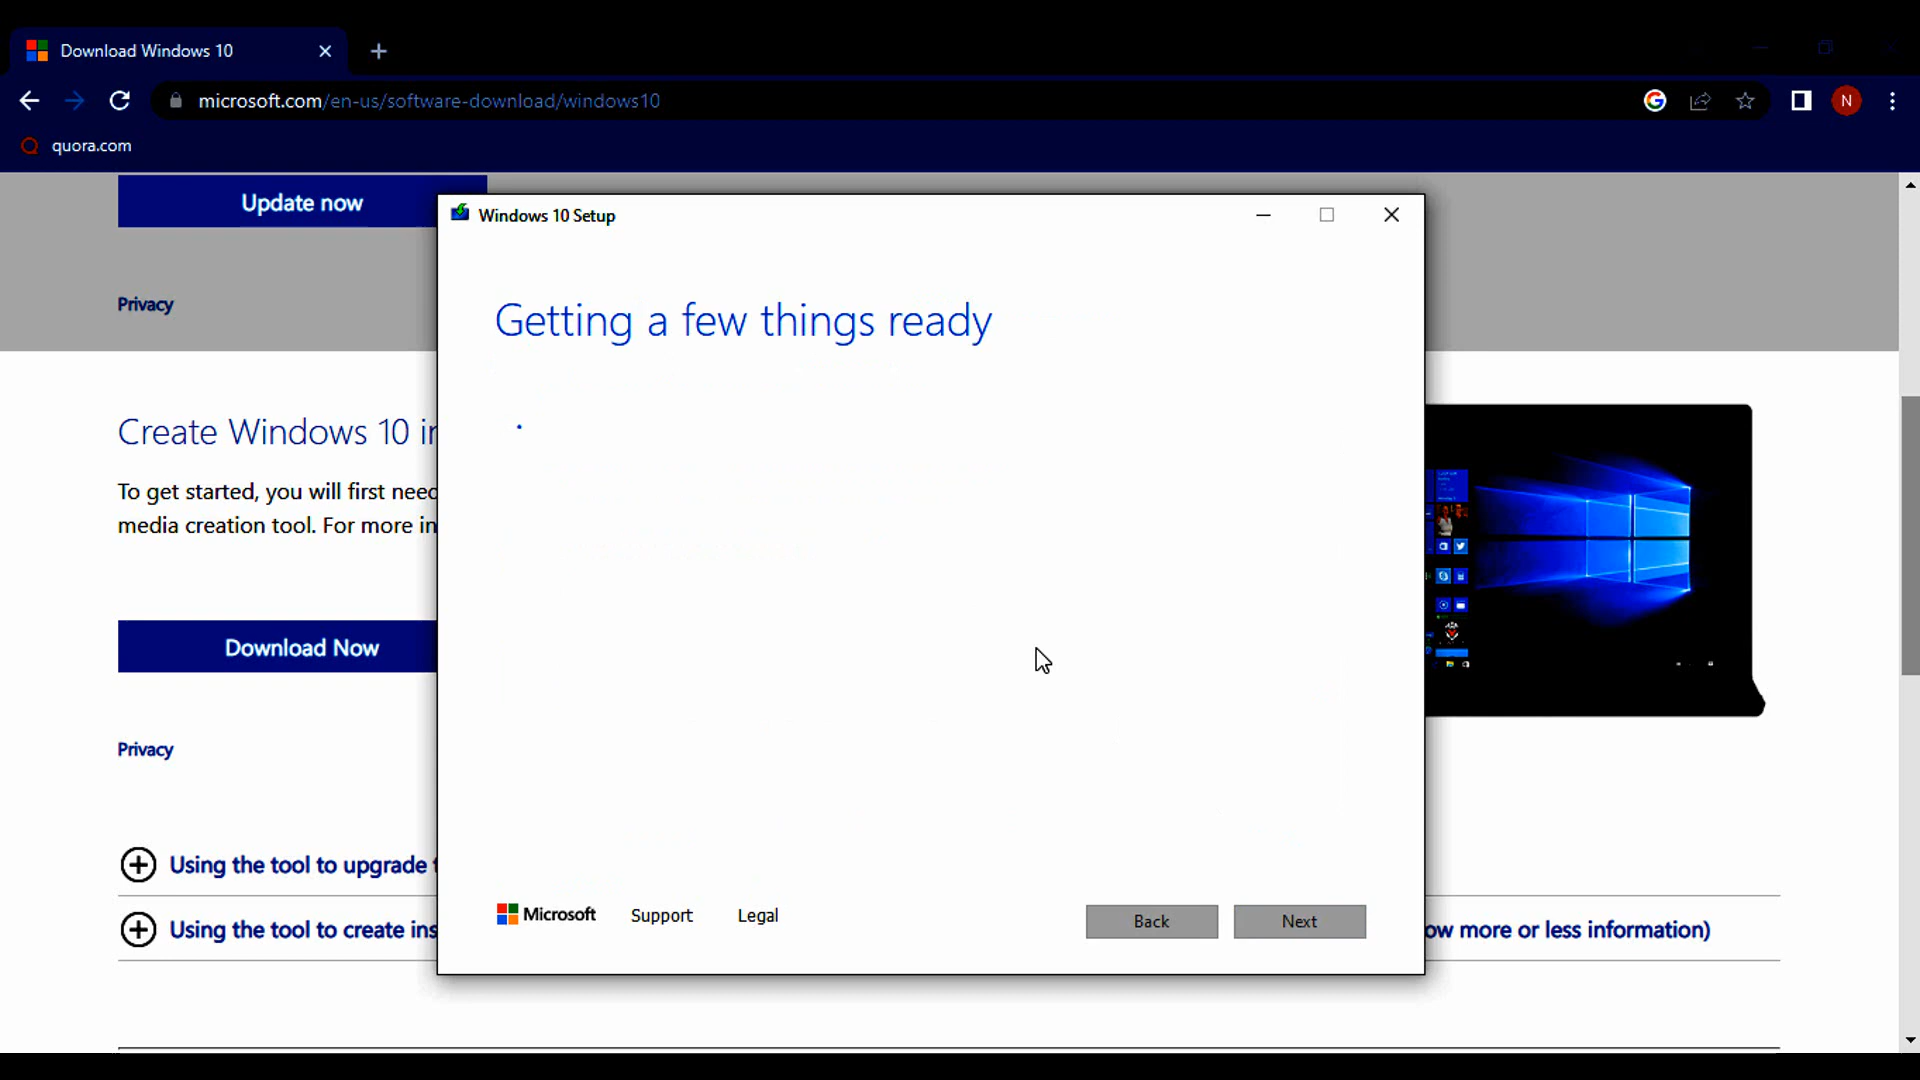 Download Windows 10
microsoft.com/en-us/software-download/windows10
N
quora.com
Update now
Windows 10 Setup
Privacy
Getting a few things ready
Create Windows 10 in
To get started, you will first need
media creation tool. For more in
Download Now
Privacy
Using the tool to upgrade t
Using the tool to create ins
ow more or less information)
Microsoft
Support
Legal
Back
Next